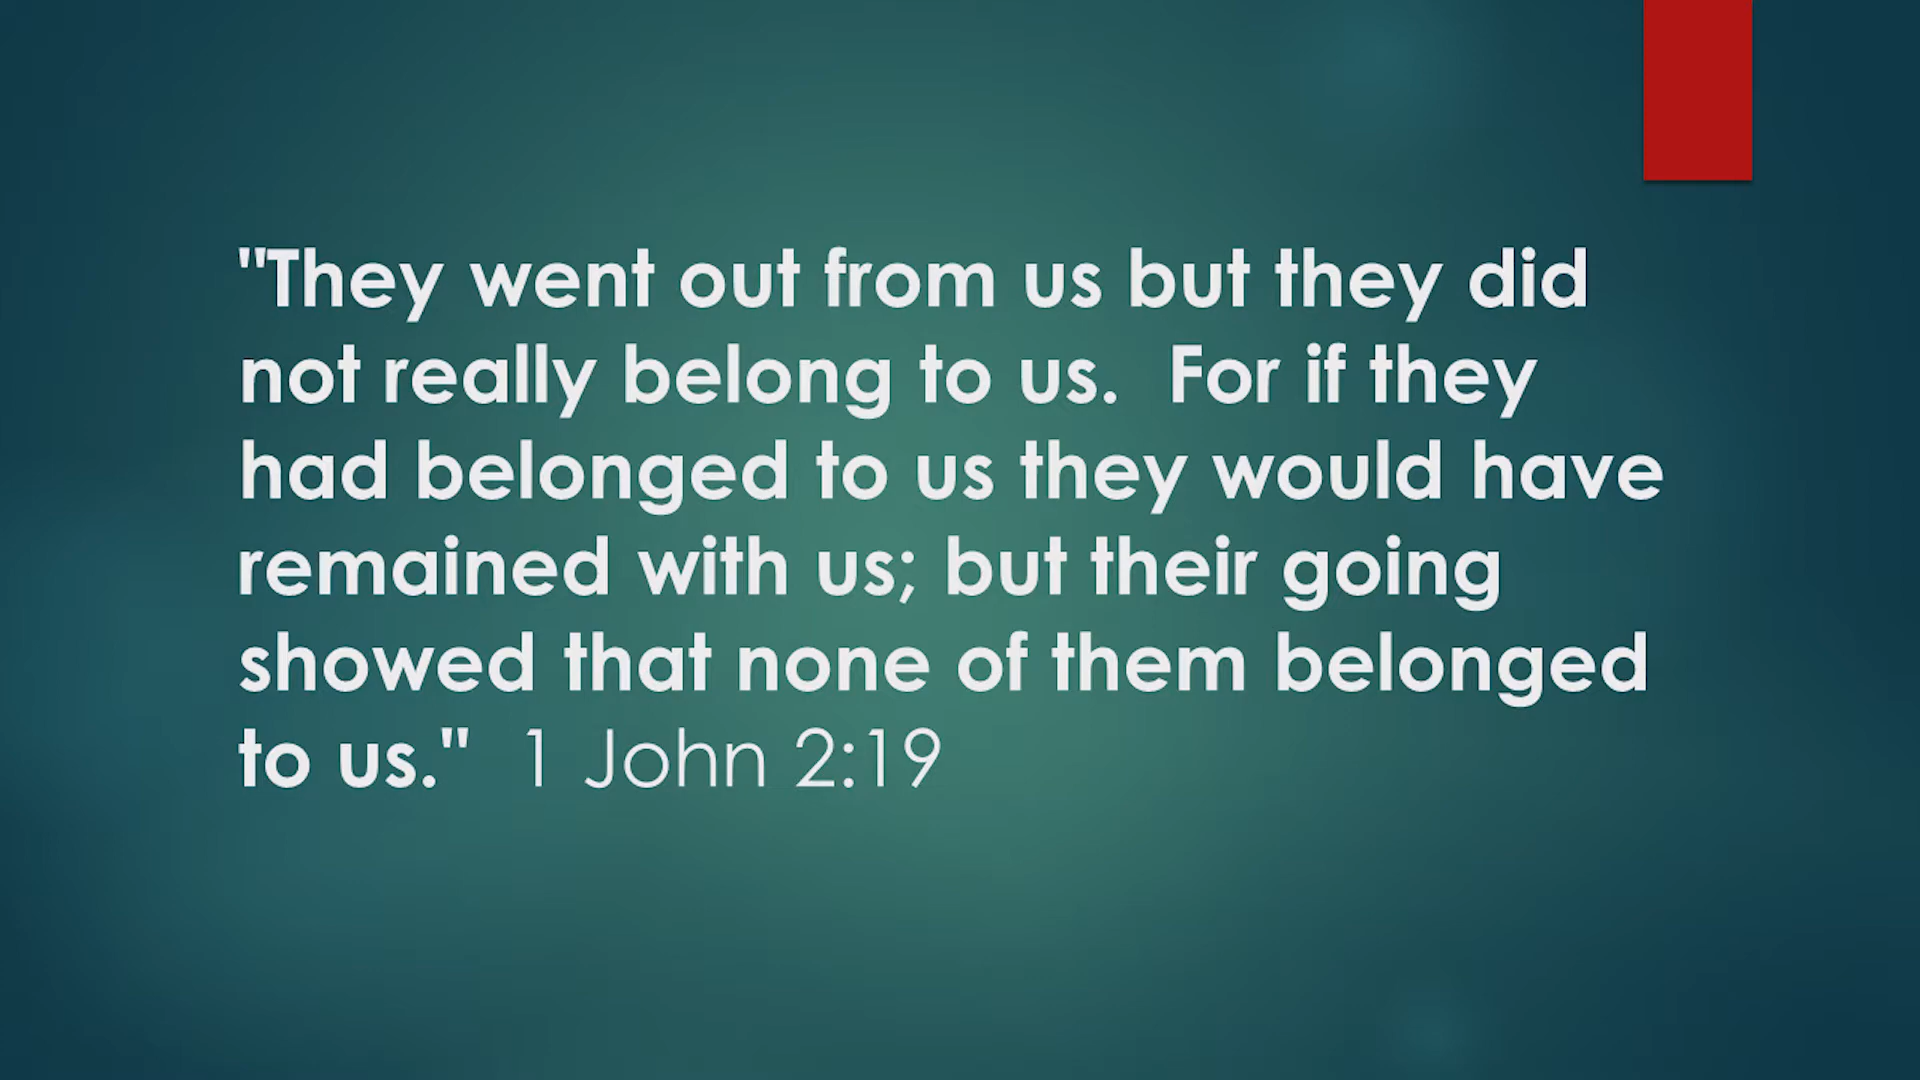 "They went out from us but they did
not really belong to us.  For if they
had belonged to us they would have
remained with us; but their going
showed that none of them belonged
to us."  1 John 2:19